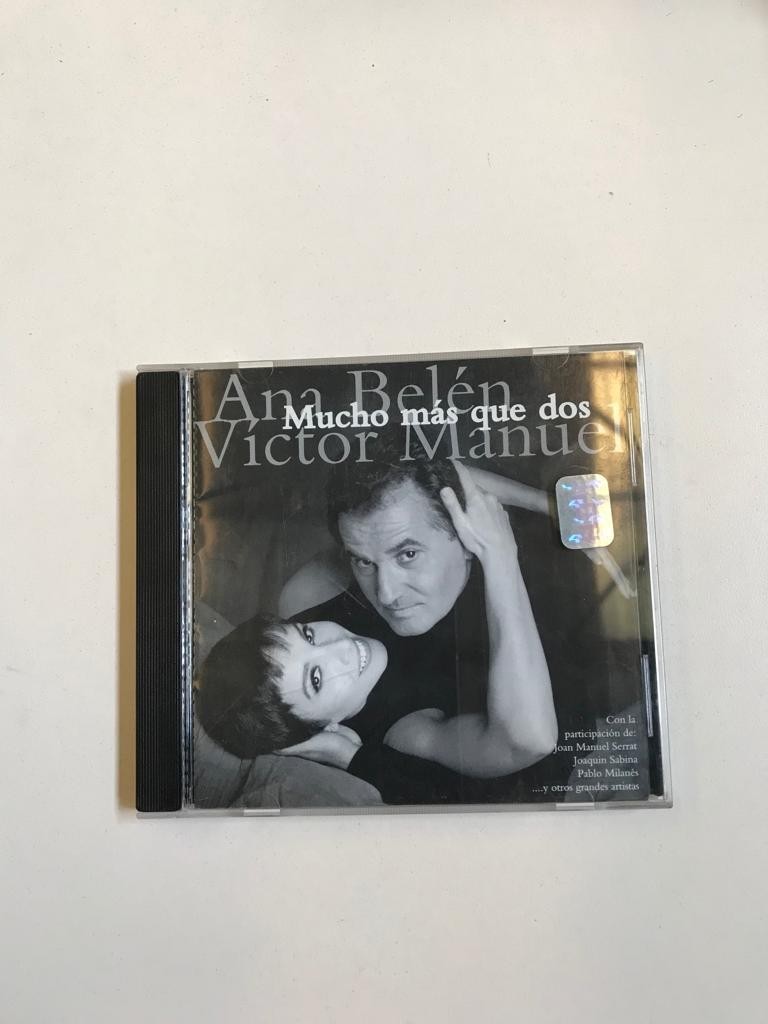 Ana Belén
Mucho más que dos
Víctor Manuel
Con la
participación de:
Joan Manuel Serrat
Joaquin Sabina
Pablo Milanés
....y otros grandes artistas